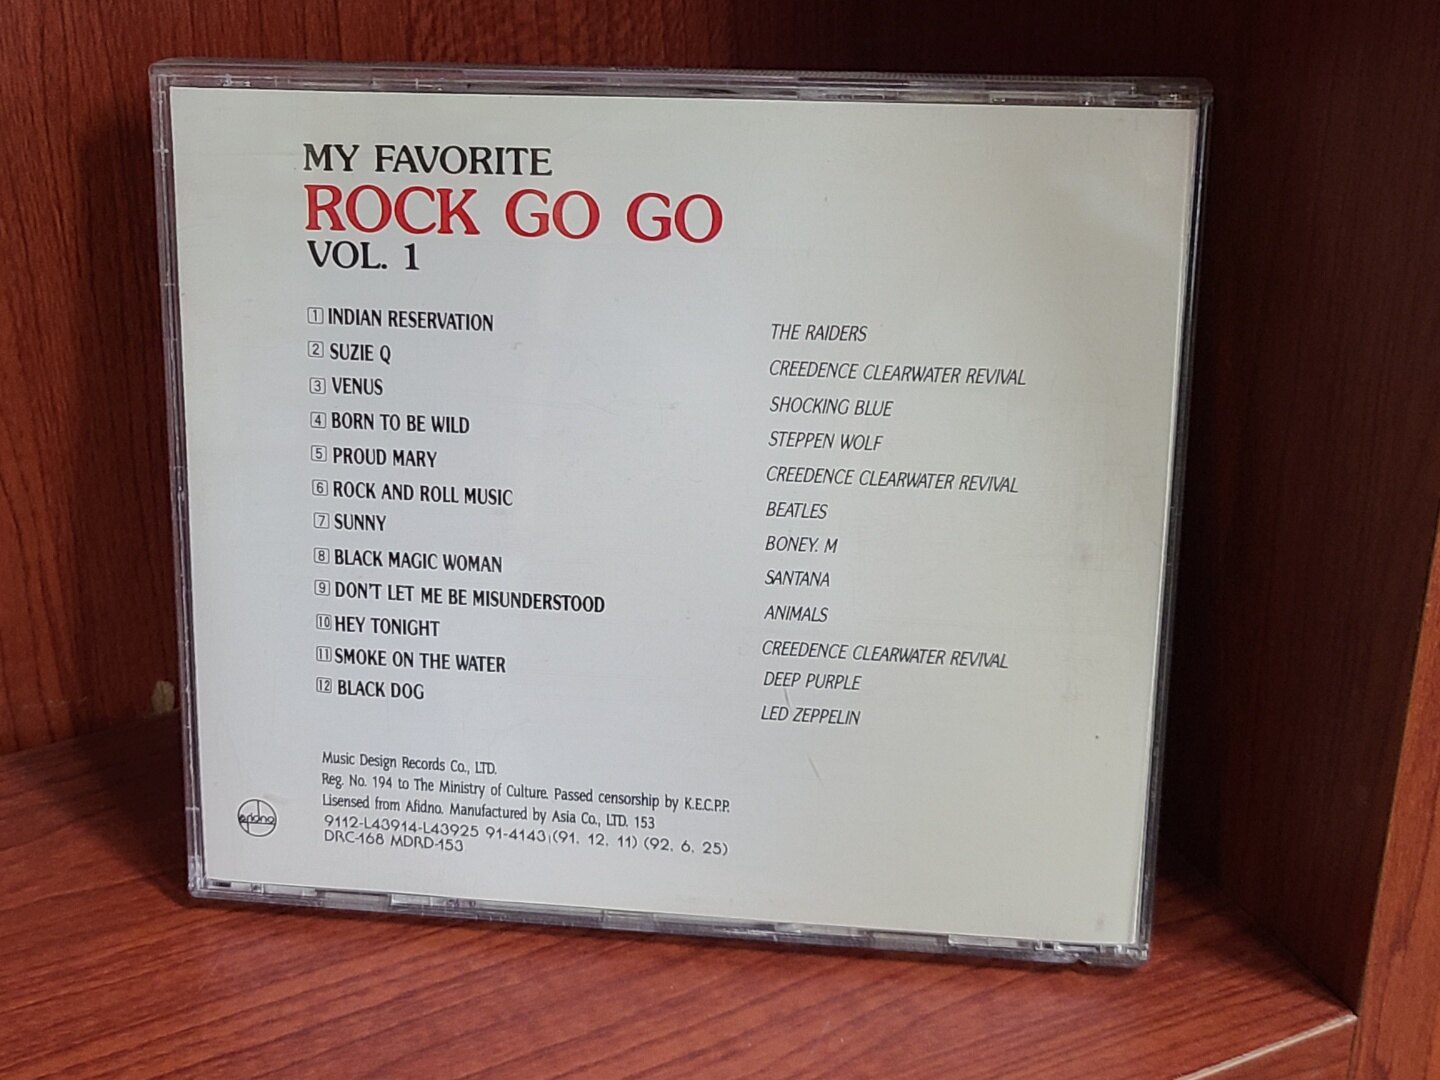 MY FAVORITE
ROCK GO GO
VOL. 1
1 INDIAN RESERVATION THE RAIDERS
2 SUZIE Q CREEDENCE CLEARWATER REVIVAL
3 VENUS SHOCKING BLUE
4 BORN TO BE WILD STEPPEN WOLF
5 PROUD MARY CREEDENCE CLEARWATER REVIVAL
6 ROCK AND ROLL MUSIC BEATLES
7 SUNNY BONEY. M
8 BLACK MAGIC WOMAN SANTANA
9 DON'T LET ME BE MISUNDERSTOOD ANIMALS
10 HEY TONIGHT CREEDENCE CLEARWATER REVIVAL
11 SMOKE ON THE WATER DEEP PURPLE
12 BLACK DOG LED ZEPPELIN
Music Design Records Co., LTD.
Reg. No. 194 to The Ministry of Culture. Passed censorship by K.E.C.P.P.
Lisensed from Afidno. Manufactured by Asia Co., LTD. 153
9112-L43914-L43925 91-4143 (91. 12. 11) (92. 6. 25)
DRC-168 MDRD-153
afidno